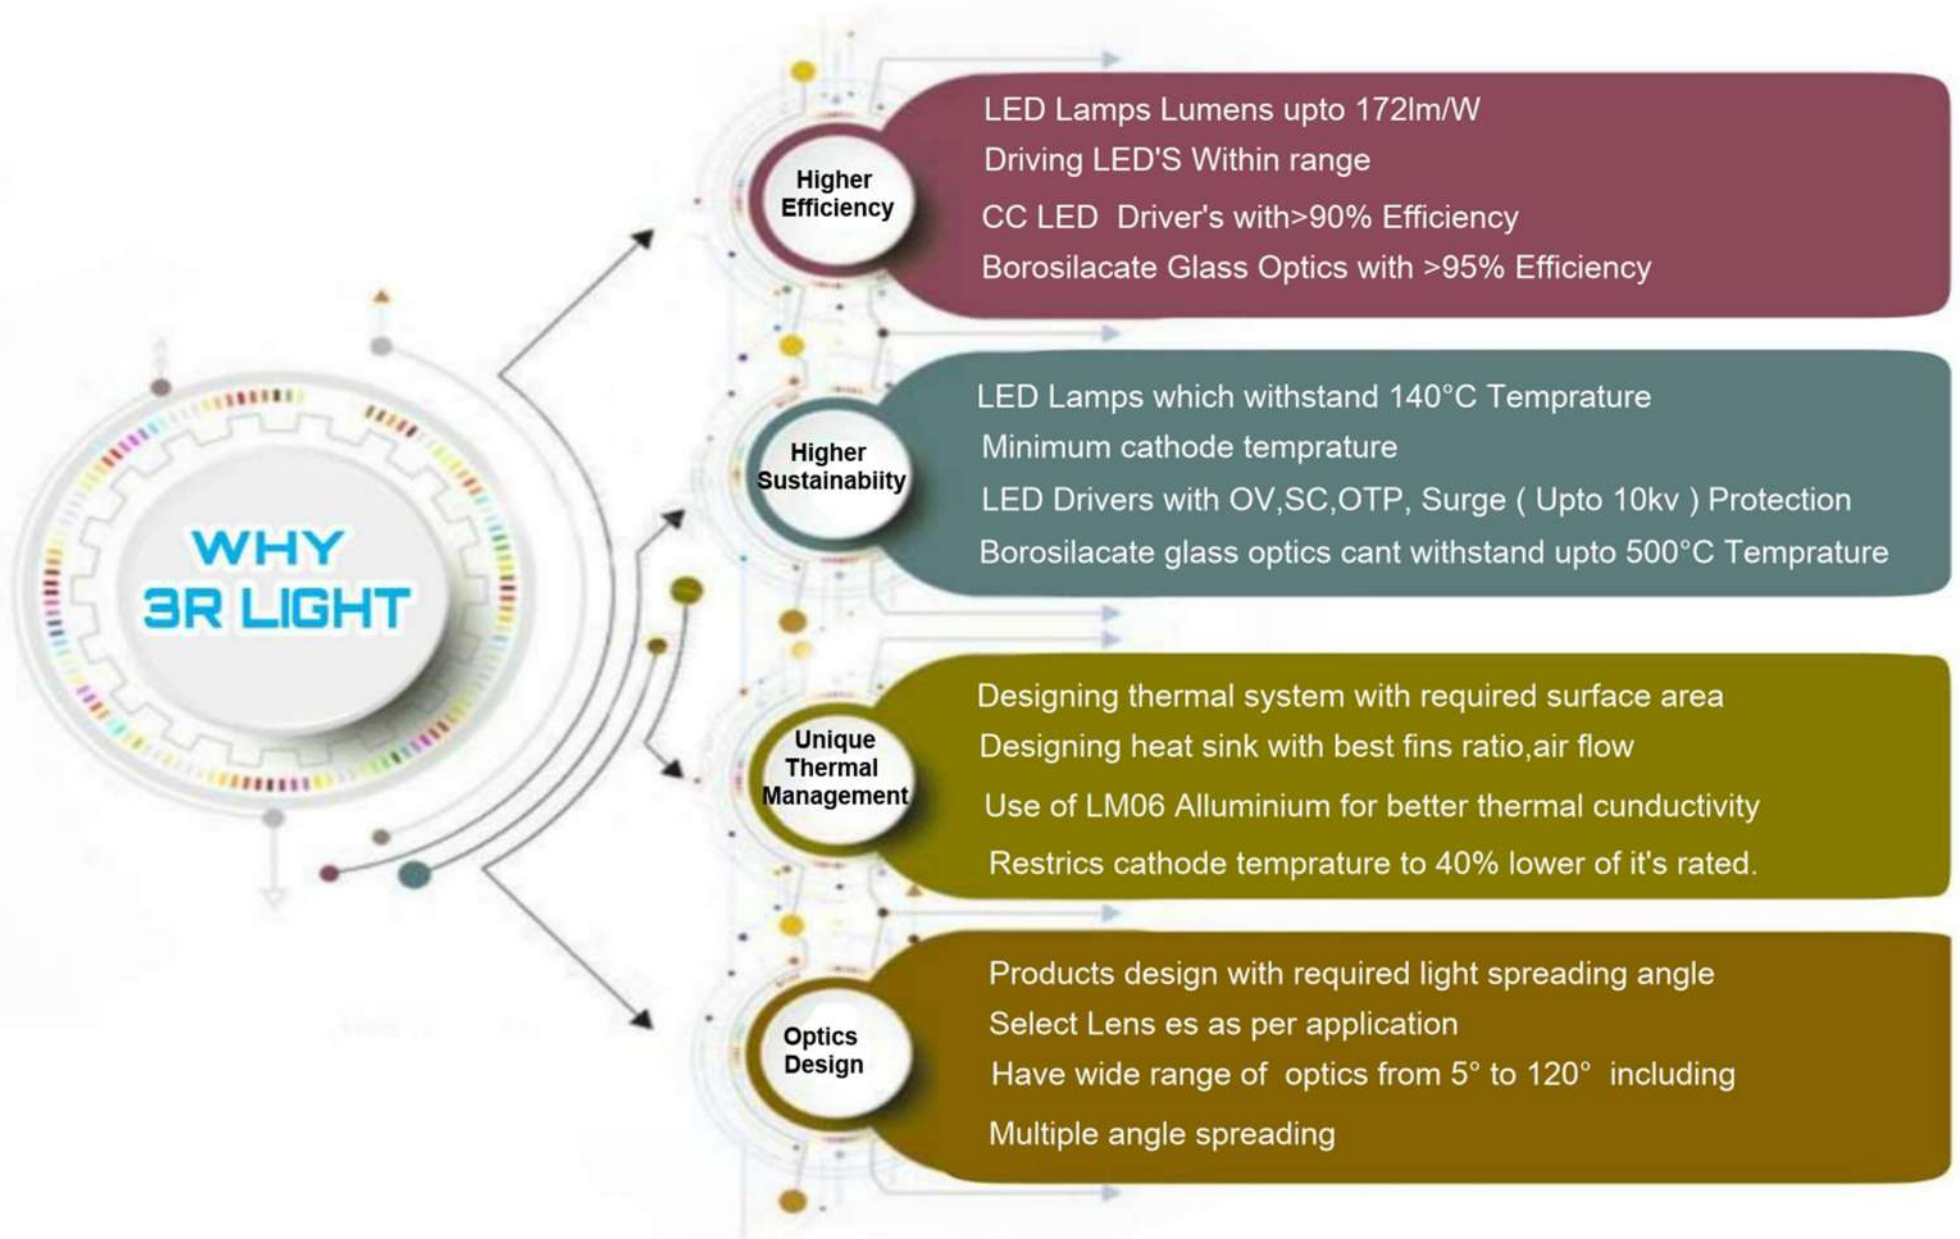 WHY
3R LIGHT
Higher
Efficiency
LED Lamps Lumens upto 172lm/W
Driving LED'S Within range
CC LED Driver's with>90% Efficiency
Borosilacate Glass Optics with >95% Efficiency
Higher
Sustainabiity
LED Lamps which withstand 140°C Temprature
Minimum cathode temprature
LED Drivers with OV,SC,OTP, Surge ( Upto 10kv ) Protection
Borosilacate glass optics cant withstand upto 500°C Temprature
Unique
Thermal
Management
Designing thermal system with required surface area
Designing heat sink with best fins ratio,air flow
Use of LM06 Alluminium for better thermal cunductivity
Restrics cathode temprature to 40% lower of it's rated.
Optics
Design
Products design with required light spreading angle
Select Lens es as per application
Have wide range of optics from 5° to 120° including
Multiple angle spreading